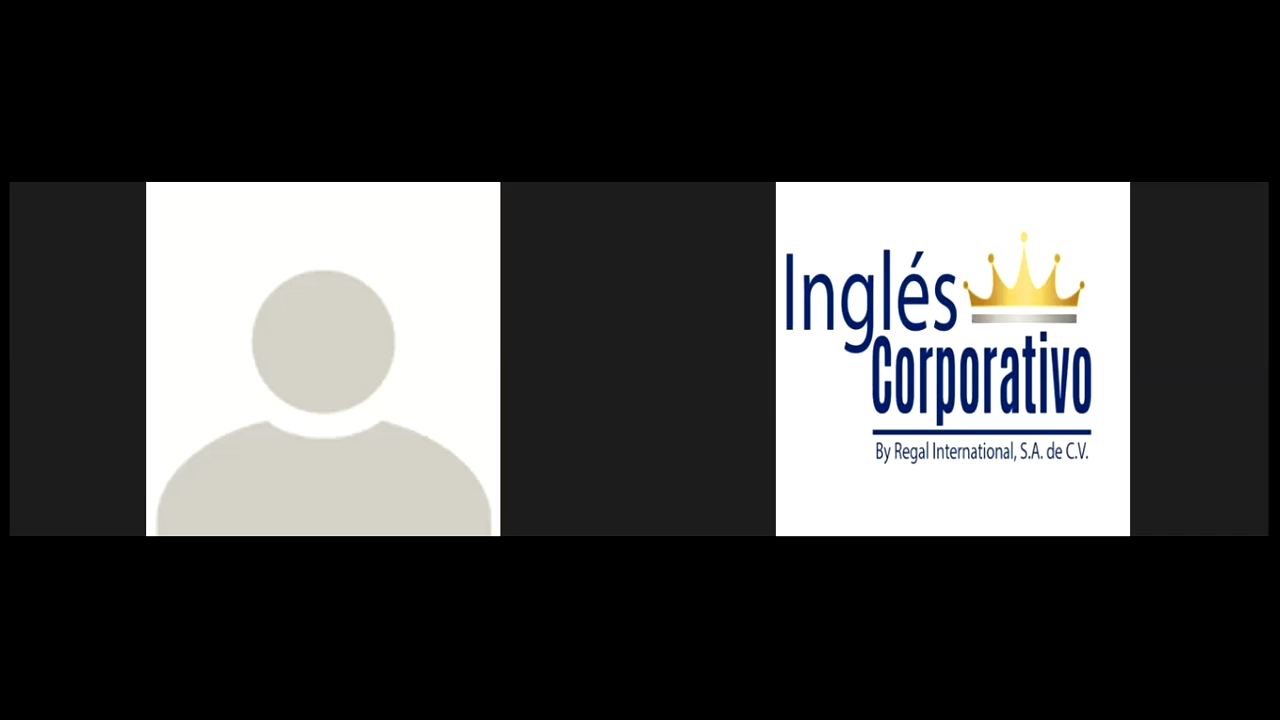 Inglés
Corporativo
By Regal International, S.A. de C.V.